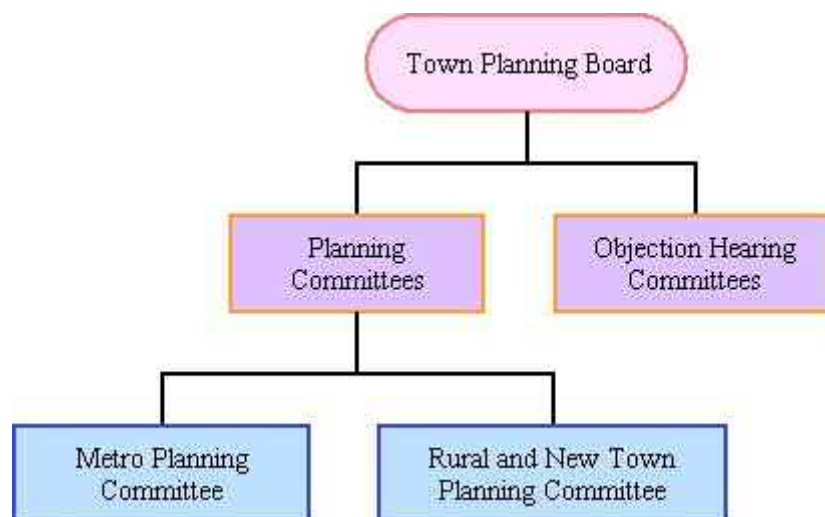 Town Planning Board
Planning
Committees
Objection Hearing
Committees
Metro Planning
Committee
Rural and New Town
Planning Committee